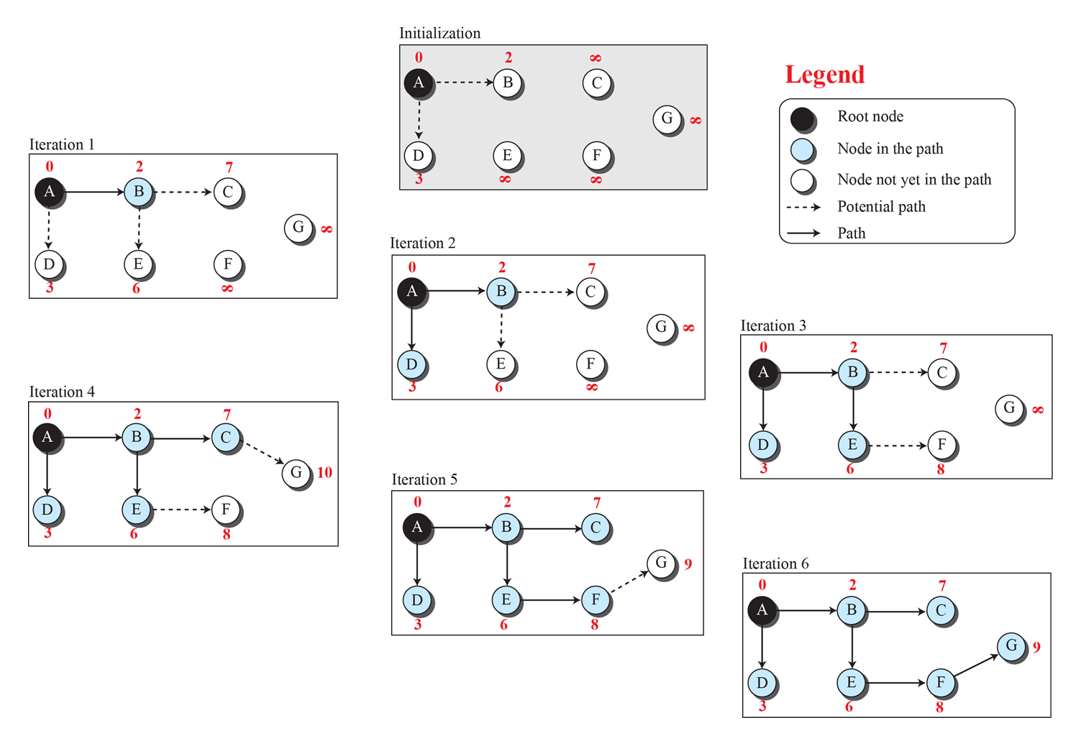 Initialization
0 2 ∞
A B C
G ∞
D E F
3 ∞ ∞
Legend
Root node
Node in the path
Node not yet in the path
Potential path
Path
Iteration 1
0 2 7
A B C
G ∞
D E F
3 6 ∞
Iteration 2
0 2 7
A B C
G ∞
D E F
3 6 ∞
Iteration 3
0 2 7
A B C
G ∞
D E F
3 6 8
Iteration 4
0 2 7
A B C
G 10
D E F
3 6 8
Iteration 5
0 2 7
A B C
G 9
D E F
3 6 8
Iteration 6
0 2 7
A B C
G 9
D E F
3 6 8